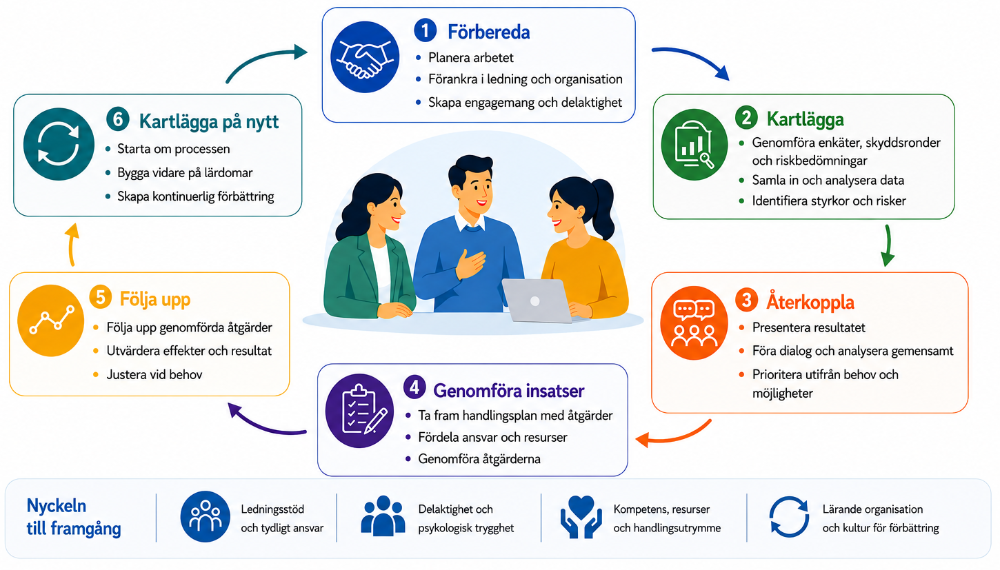 1 Förbereda
• Planera arbetet
• Förankra i ledning och organisation
• Skapa engagemang och delaktighet
2 Kartlägga
• Genomföra enkäter, skyddsronder
och riskbedömningar
• Samla in och analysera data
• Identifiera styrkor och risker
3 Återkoppla
• Presentera resultatet
• Föra dialog och analysera gemensamt
• Prioritera utifrån behov och
möjligheter
4 Genomföra insatser
• Ta fram handlingsplan med åtgärder
• Fördela ansvar och resurser
• Genomföra åtgärderna
5 Följa upp
• Följa upp genomförda åtgärder
• Utvärdera effekter och resultat
• Justera vid behov
6 Kartlägga på nytt
• Starta om processen
• Bygga vidare på lärdomar
• Skapa kontinuerlig förbättring
Nyckeln
till framgång
Ledningsstöd
och tydligt ansvar
Delaktighet och
psykologisk trygghet
Kompetens, resurser
och handlingsutrymme
Lärande organisation
och kultur för förbättring